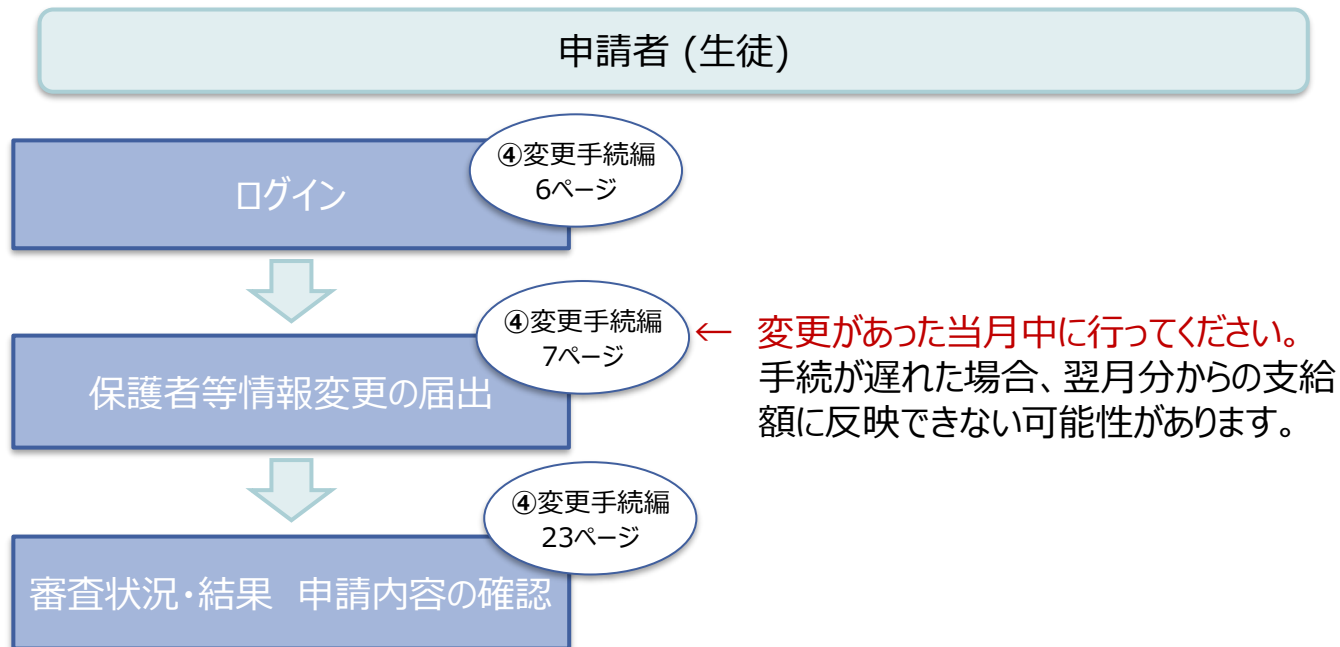 申請者 (生徒)
④変更手続編
6ページ
ログイン
④変更手続編
7ページ
保護者等情報変更の届出
← 変更があった当月中に行ってください。
手続が遅れた場合、翌月分からの支給
額に反映できない可能性があります。
④変更手続編
23ページ
審査状況・結果　申請内容の確認